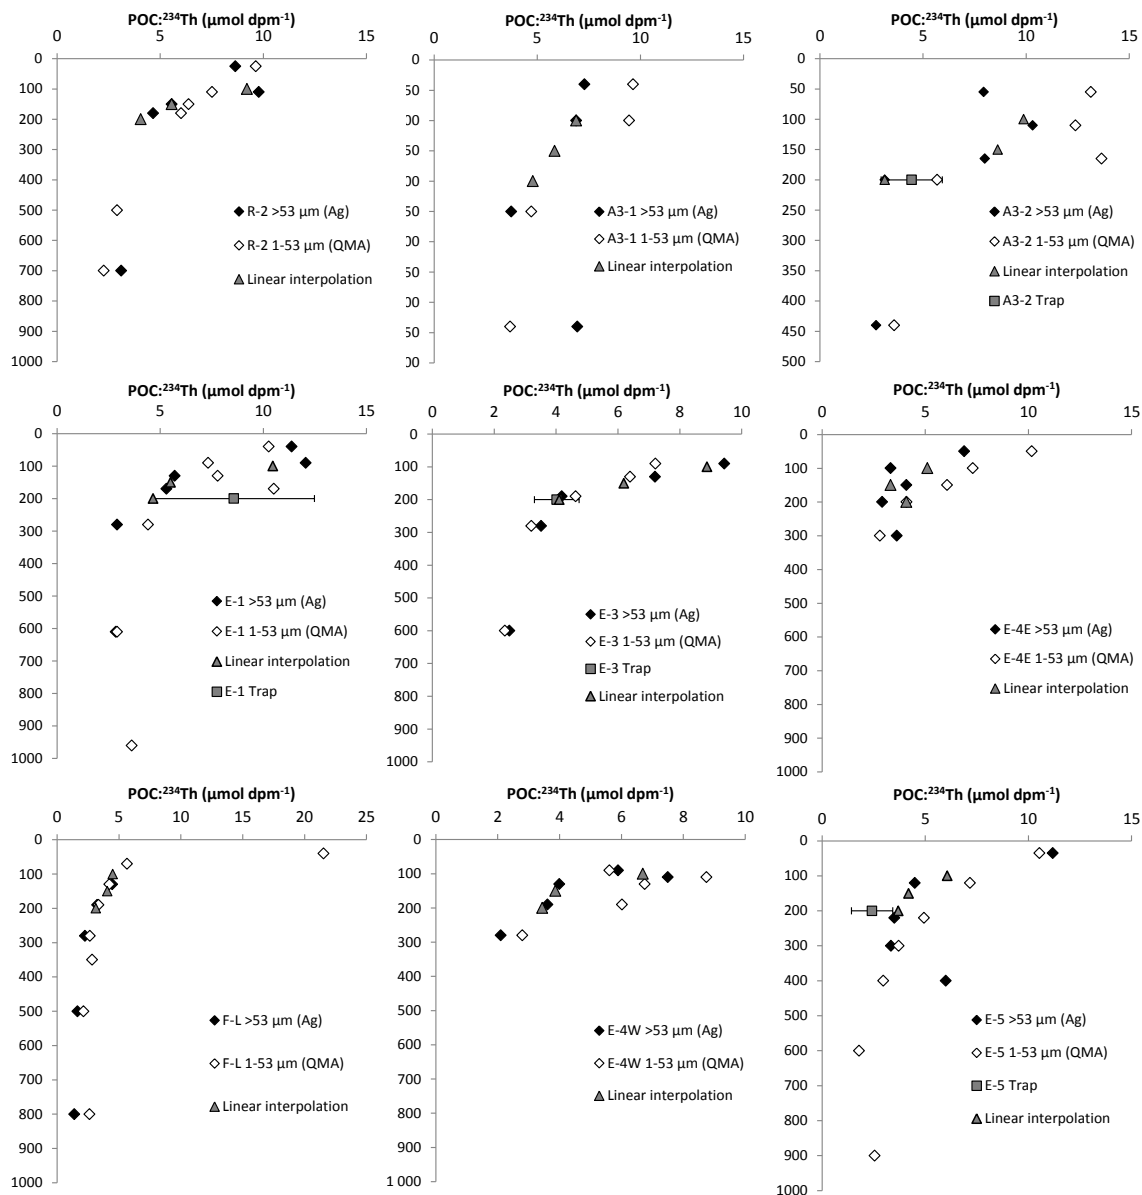 POC:²³⁴Th (µmol dpm⁻¹)
0 5 10 15
0
100
200
300
400
500
600
700
800
900
1000
R-2 >53 µm (Ag)
R-2 1-53 µm (QMA)
Linear interpolation
POC:²³⁴Th (µmol dpm⁻¹)
0 5 10 15
0
50
00
50
00
50
00
50
00
50
00
A3-1 >53 µm (Ag)
A3-1 1-53 µm (QMA)
Linear interpolation
POC:²³⁴Th (µmol dpm⁻¹)
0 5 10 15
0
50
100
150
200
250
300
350
400
450
500
A3-2 >53 µm (Ag)
A3-2 1-53 µm (QMA)
Linear interpolation
A3-2 Trap
POC:²³⁴Th (µmol dpm⁻¹)
0 5 10 15
0
100
200
300
400
500
600
700
800
900
1000
E-1 >53 µm (Ag)
E-1 1-53 µm (QMA)
Linear interpolation
E-1 Trap
POC:²³⁴Th (µmol dpm⁻¹)
0 2 4 6 8 10
0
100
200
300
400
500
600
700
800
900
1000
E-3 >53 µm (Ag)
E-3 1-53 µm (QMA)
E-3 Trap
Linear interpolation
POC:²³⁴Th (µmol dpm⁻¹)
0 5 10 15
0
100
200
300
400
500
600
700
800
900
1000
E-4E >53 µm (Ag)
E-4E 1-53 µm (QMA)
Linear interpolation
POC:²³⁴Th (µmol dpm⁻¹)
0 5 10 15 20 25
0
100
200
300
400
500
600
700
800
900
1000
F-L >53 µm (Ag)
F-L 1-53 µm (QMA)
Linear interpolation
POC:²³⁴Th (µmol dpm⁻¹)
0 2 4 6 8 10
0
100
200
300
400
500
600
700
800
900
1 000
E-4W >53 µm (Ag)
E-4W 1-53 µm (QMA)
Linear interpolation
POC:²³⁴Th (µmol dpm⁻¹)
0 5 10 15
0
100
200
300
400
500
600
700
800
900
1000
E-5 >53 µm (Ag)
E-5 1-53 µm (QMA)
E-5 Trap
Linear interpolation